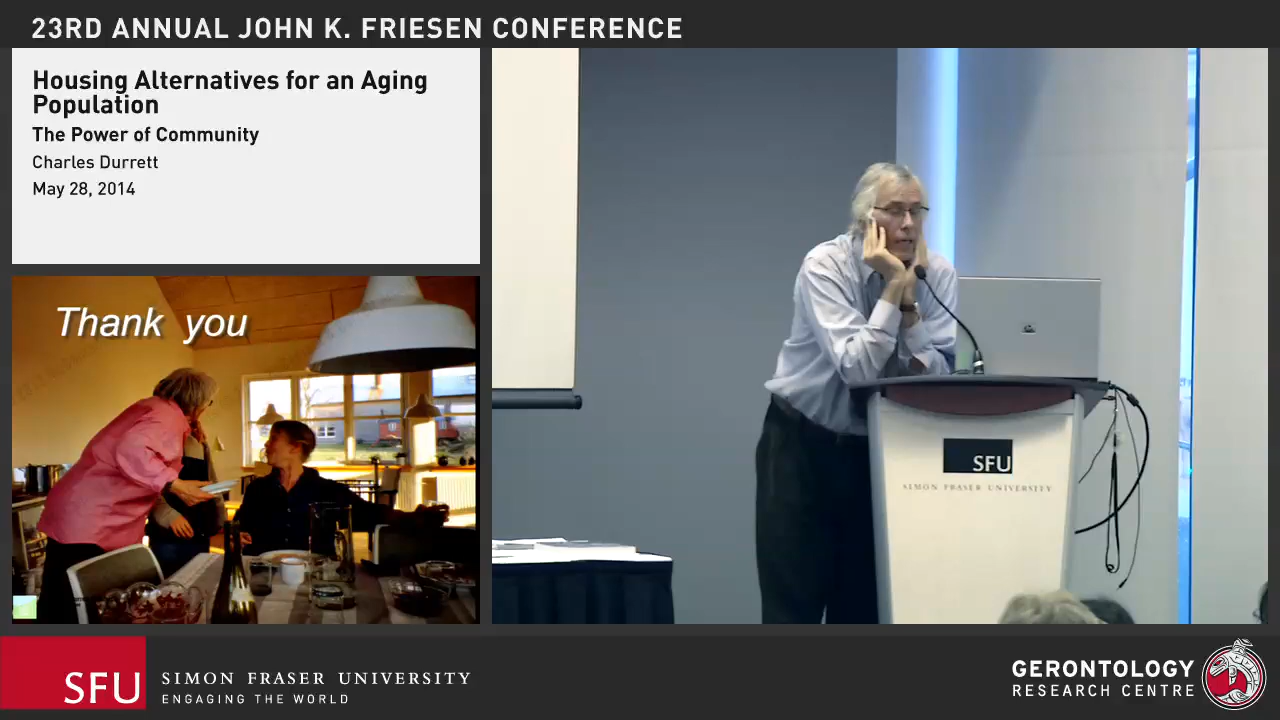 23RD ANNUAL JOHN K. FRIESEN CONFERENCE
Housing Alternatives for an Aging
Population
The Power of Community
Charles Durrett
May 28, 2014
Thank you
SFU
SIMON FRASER UNIVERSITY
SFU
SIMON FRASER UNIVERSITY
ENGAGING THE WORLD
GERONTOLOGY
RESEARCH CENTRE